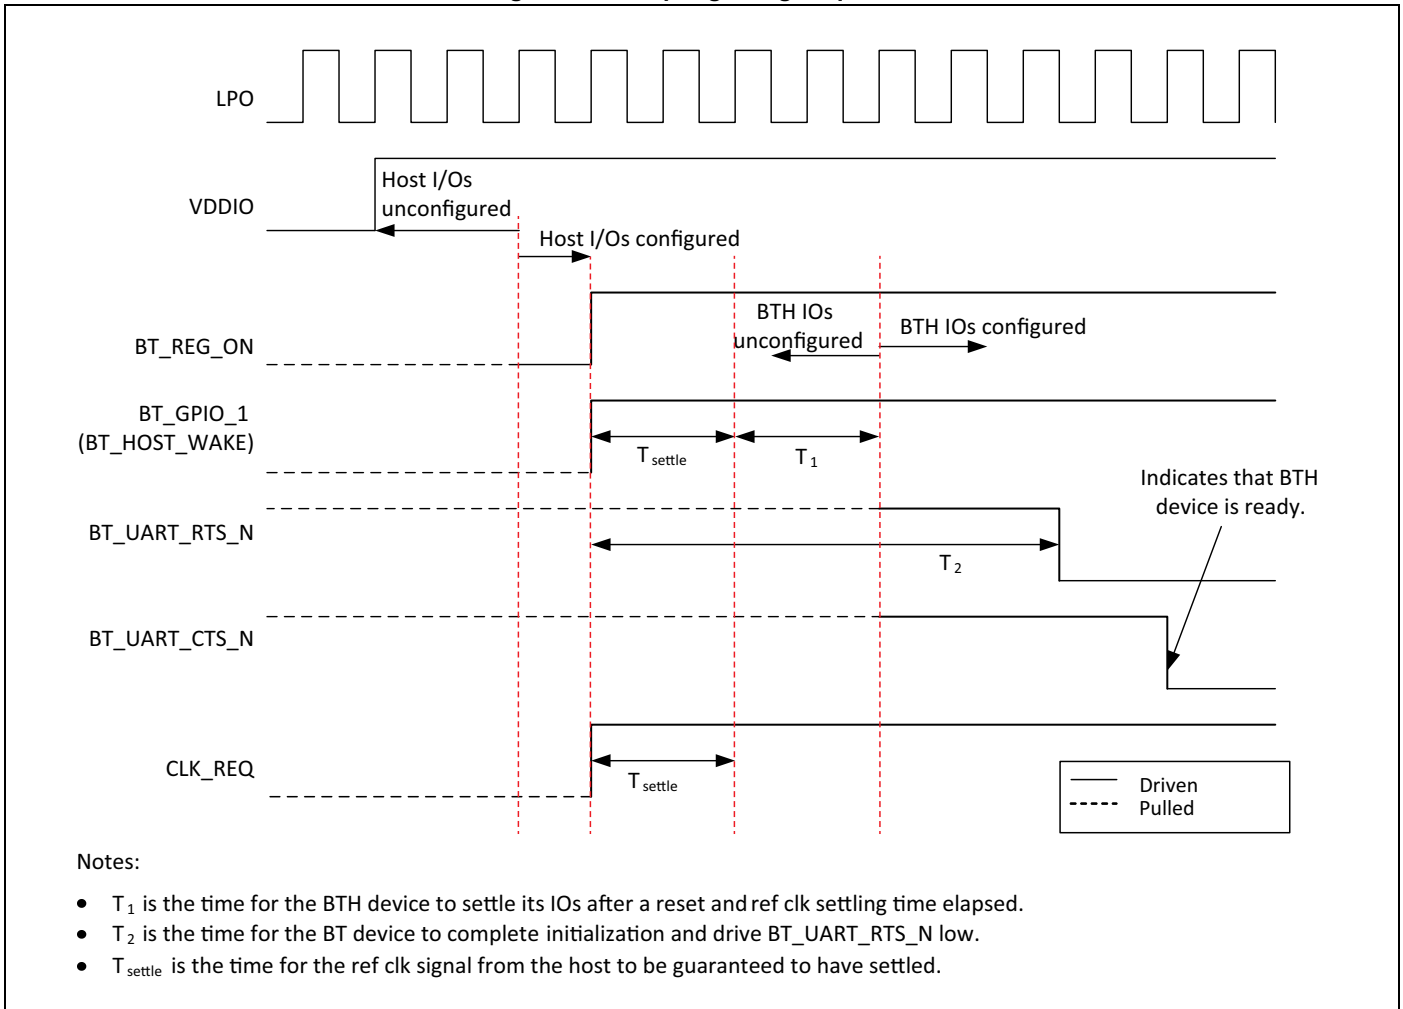 LPO
VDDIO
Host I/Os
unconfigured
Host I/Os configured
BT_REG_ON
BTH IOs
unconfigured
BTH IOs configured
BT_GPIO_1
(BT_HOST_WAKE)
T settle
T 1
Indicates that BTH
device is ready.
BT_UART_RTS_N
T 2
BT_UART_CTS_N
CLK_REQ
T settle
Driven
Pulled
Notes:
• T 1 is the time for the BTH device to settle its IOs after a reset and ref clk settling time elapsed.
• T 2 is the time for the BT device to complete initialization and drive BT_UART_RTS_N low.
• T settle is the time for the ref clk signal from the host to be guaranteed to have settled.